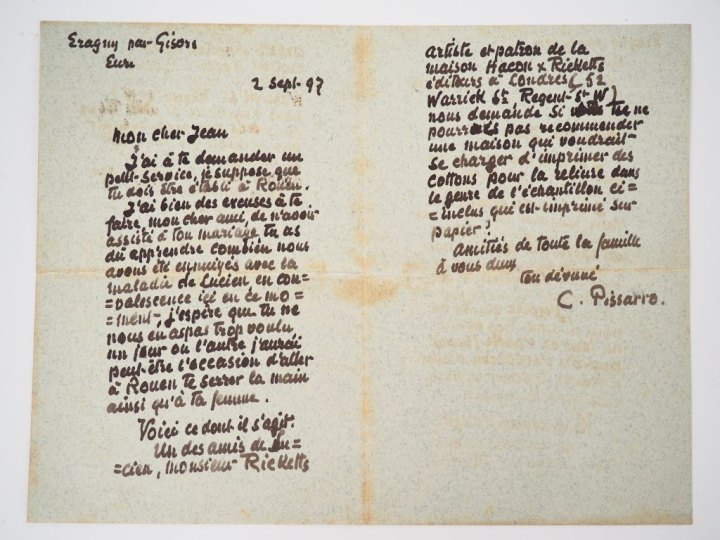 Eragny par Gisors
Eure
2 Sept- 97
Mon cher Jean
J'ai à te demander un
petit-service, je suppose que
tu dois être établi à Rouen.
J'ai bien des excuses à te
faire, mon cher ami, de n'avoir
assisté à ton mariage tu as
du apprendre combien nous
avons été ennuyés avec la
maladie de Lucien en con=
=valescence ici en ce mo=
=ment-, j'espère que tu ne
nous en as pas trop voulu
un jour ou l'autre j'aurai
peut-être l'occasion d'aller
à Rouen te serrer la main
ainsi qu'à ta femme.
Voici ce dont il s'agit.
Un des amis de Lu=
=cien, monsieur Ricketts
artiste et patron de la
maison Hacon x Ricketts
éditeurs à Londres (52
Warrick St, Regent-St W)
nous demande si tu ne
pourrais pas recommender
une maison qui voudrait-
se charger d'imprimer des
cottons pour la reliure dans
le genre de l'échantillon ci=
=inclus qui est-imprimé sur
papier?
Amitiés de toute la famille
à vous deux
ton dévoué
C. Pissarro.